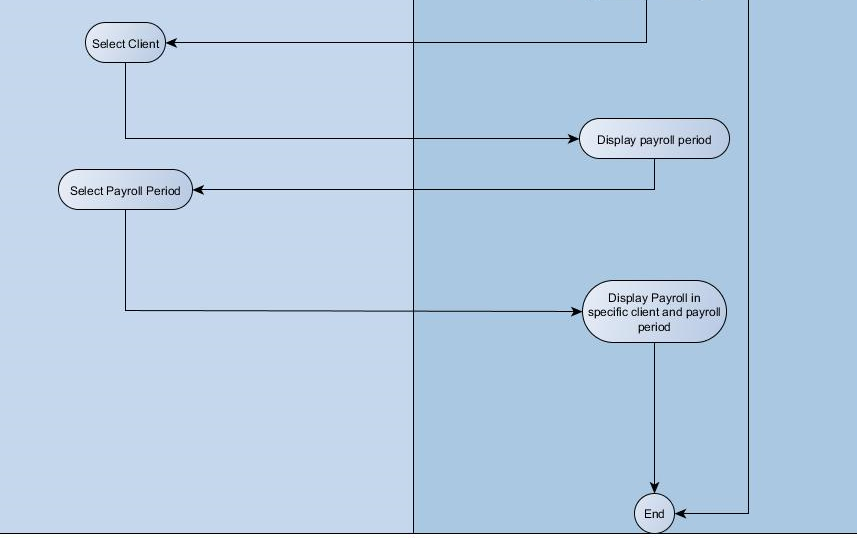 Select Client
Display payroll period
Select Payroll Period
Display Payroll in
specific client and payroll
period
End